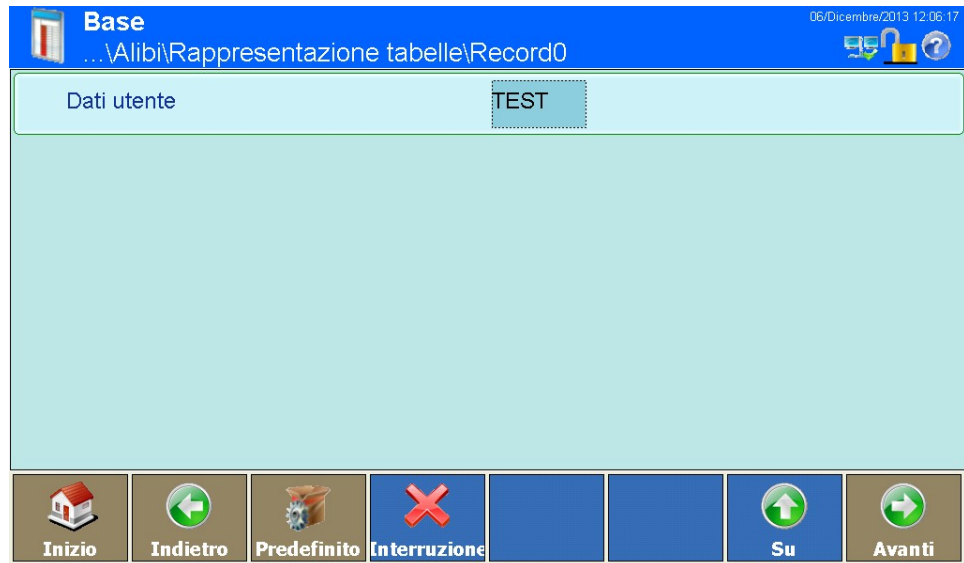 Base
06/Dicembre/2013 12:06:17
...\Alibi\Rappresentazione tabelle\Record0
Dati utente TEST
Inizio Indietro Predefinito Interruzione Su Avanti